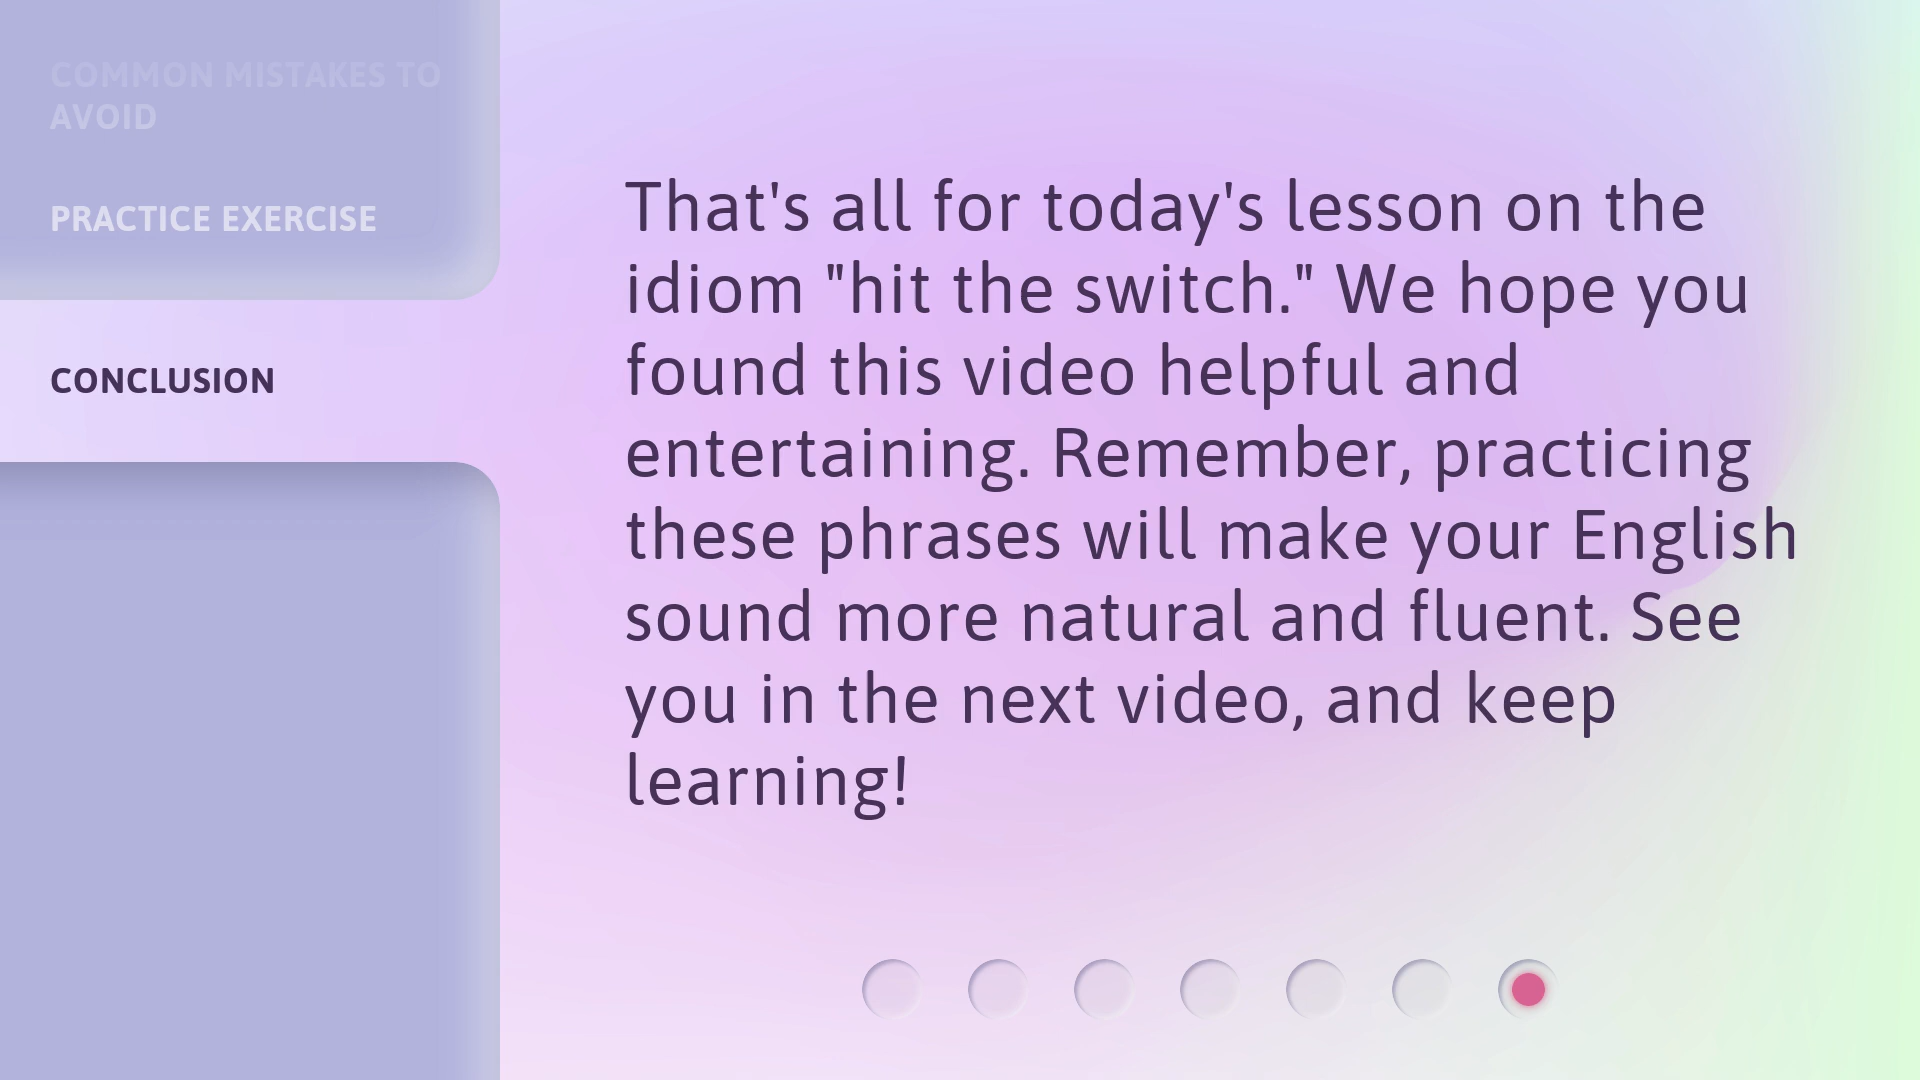 COMMON MISTAKES TO
AVOID
PRACTICE EXERCISE
CONCLUSION
That's all for today's lesson on the
idiom "hit the switch." We hope you
found this video helpful and
entertaining. Remember, practicing
these phrases will make your English
sound more natural and fluent. See
you in the next video, and keep
learning!